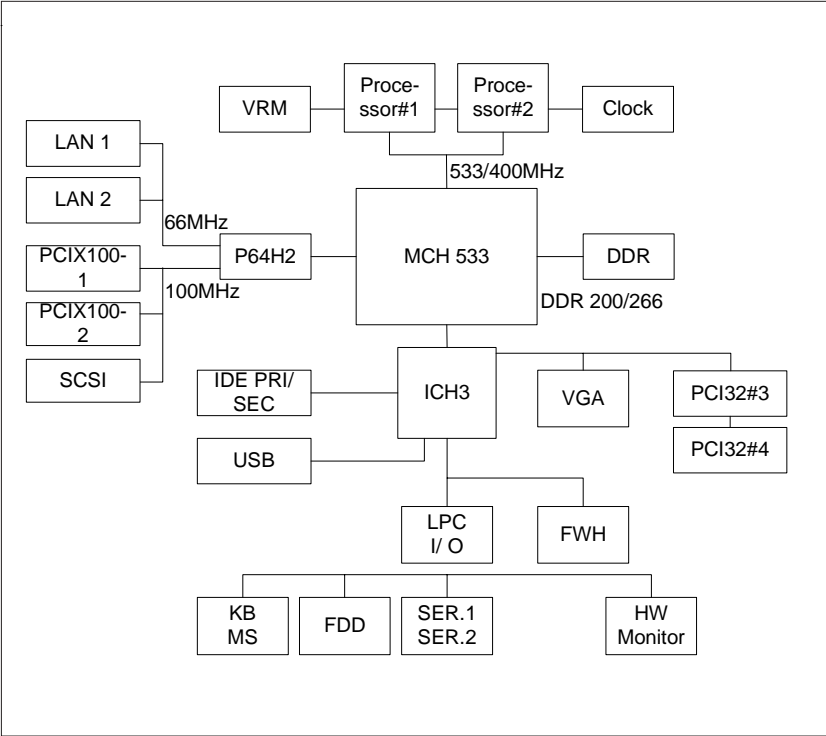 VRM
Proce-
ssor#1
Proce-
ssor#2
Clock
LAN 1
LAN 2
533/400MHz
66MHz
PCIX100-
1
P64H2
MCH 533
DDR
100MHz
PCIX100-
2
DDR 200/266
SCSI
IDE PRI/
SEC
ICH3
VGA
PCI32#3
USB
PCI32#4
LPC
I/ O
FWH
KB
MS
FDD
SER.1
SER.2
HW
Monitor